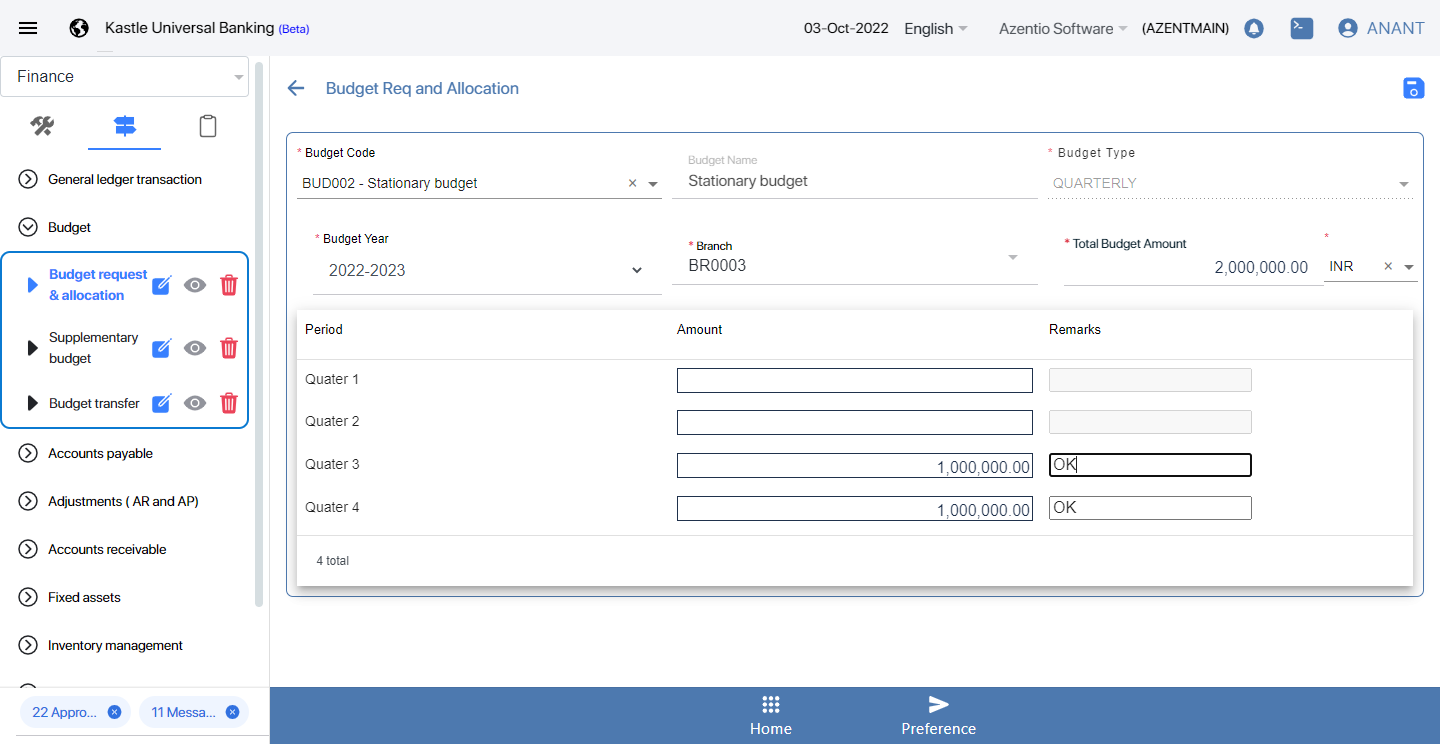 Kastle Universal Banking (Beta)
03-Oct-2022
English
Azentio Software
(AZENTMAIN)
ANANT
Finance
General ledger transaction
Budget
Budget request
& allocation
Supplementary
budget
Budget transfer
Accounts payable
Adjustments ( AR and AP)
Accounts receivable
Fixed assets
Inventory management
22 Appro...
11 Messa...
Budget Req and Allocation
* Budget Code
BUD002 - Stationary budget
×
Budget Name
Stationary budget
* Budget Type
QUARTERLY
* Budget Year
2022-2023
* Branch
BR0003
* Total Budget Amount
2,000,000.00
*
INR
×
Period Amount Remarks
Quater 1
Quater 2
Quater 3 1,000,000.00 OK
Quater 4 1,000,000.00 OK
4 total
Home
Preference